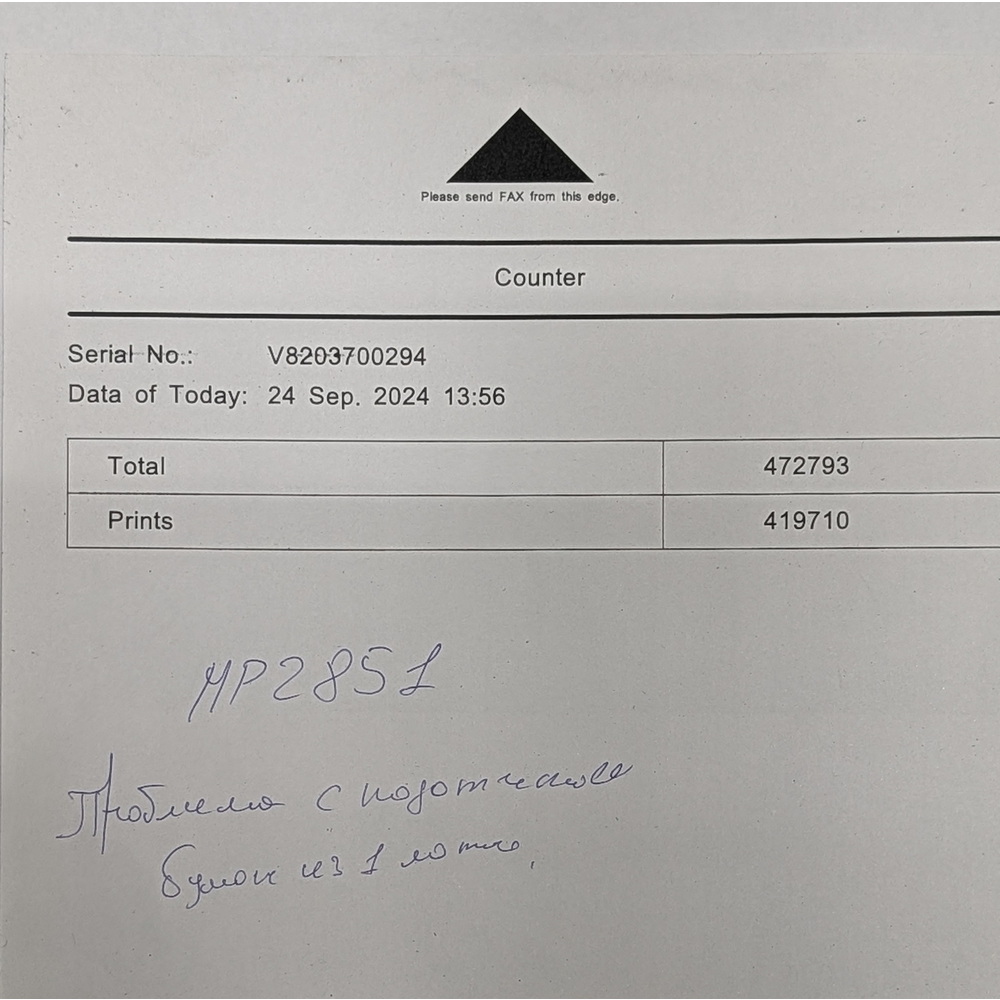 Please send FAX from this edge.
Counter
Serial No.: V8203700294
Data of Today: 24 Sep. 2024 13:56
Total 472793
Prints 419710
MP2851
Проблема с
бумаги из 1 лотка.